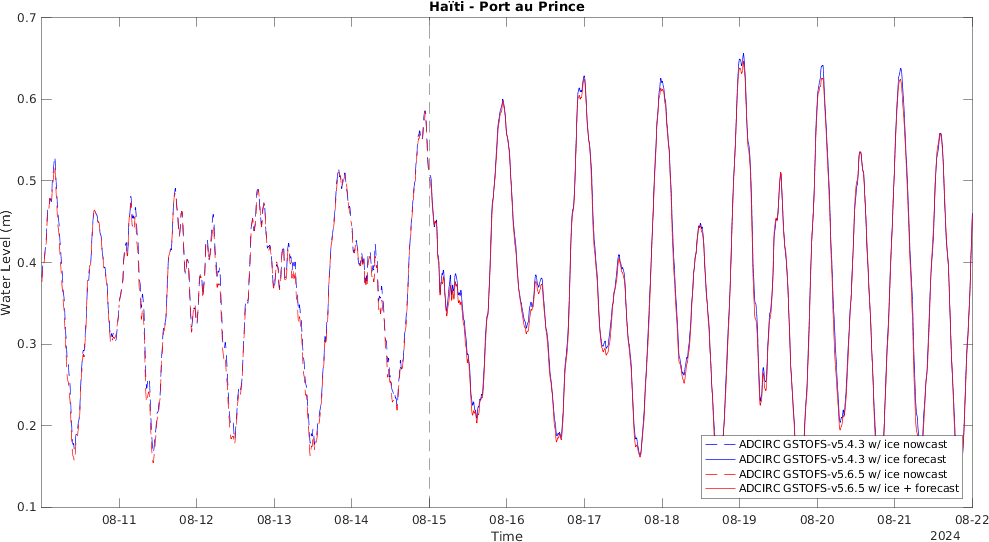 Haïti - Port au Prince
Water Level (m)
0.7
0.6
0.5
0.4
0.3
0.2
0.1
ADCIRC GSTOFS-v5.4.3 w/ ice nowcast
ADCIRC GSTOFS-v5.4.3 w/ ice forecast
ADCIRC GSTOFS-v5.6.5 w/ ice nowcast
ADCIRC GSTOFS-v5.6.5 w/ ice + forecast
08-11 08-12 08-13 08-14 08-15 08-16 08-17 08-18 08-19 08-20 08-21 08-22
Time
2024